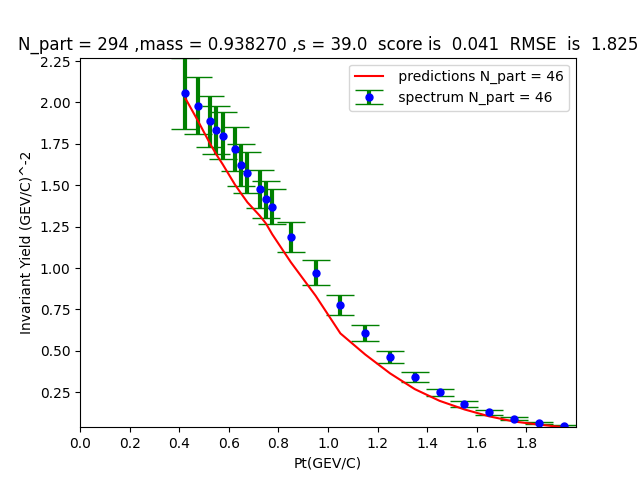 N_part = 294 ,mass = 0.938270 ,s = 39.0  score is  0.041  RMSE  is  1.825
predictions N_part = 46
spectrum N_part = 46
2.25
2.00
1.75
1.50
1.25
1.00
0.75
0.50
0.25
Invariant Yield (GEV/C)^-2
0.0 0.2 0.4 0.6 0.8 1.0 1.2 1.4 1.6 1.8
Pt(GEV/C)